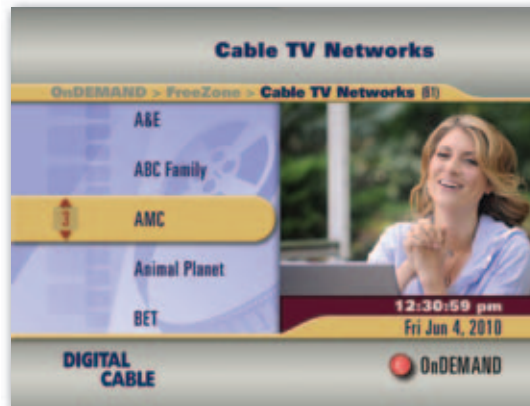 Cable TV Networks
OnDEMAND > FreeZone > Cable TV Networks (61)
A&E
ABC Family
3 AMC
Animal Planet
BET
12:30:59 pm
Fri Jun 4, 2010
DIGITAL
CABLE
OnDEMAND